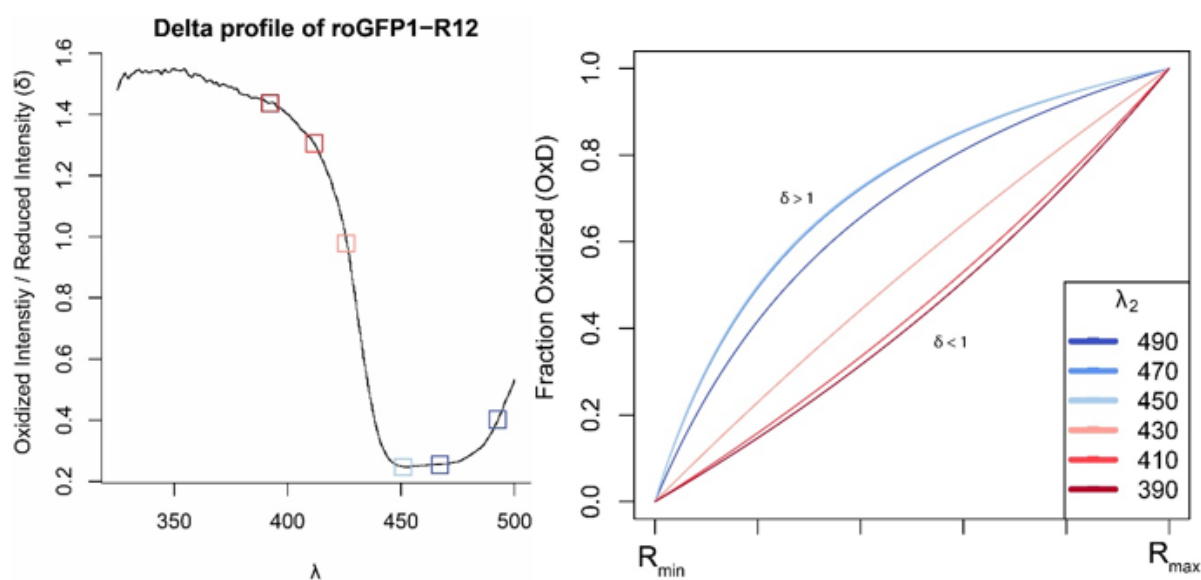 Delta profile of roGFP1−R12
Oxidized Intenstiy / Reduced Intensity (δ)
1.6
1.4
1.2
1.0
0.8
0.6
0.4
0.2
350
400
450
500
λ
Fraction Oxidized (OxD)
1.0
0.8
0.6
0.4
0.2
0.0
δ > 1
δ < 1
λ2
490
470
450
430
410
390
Rmin
Rmax